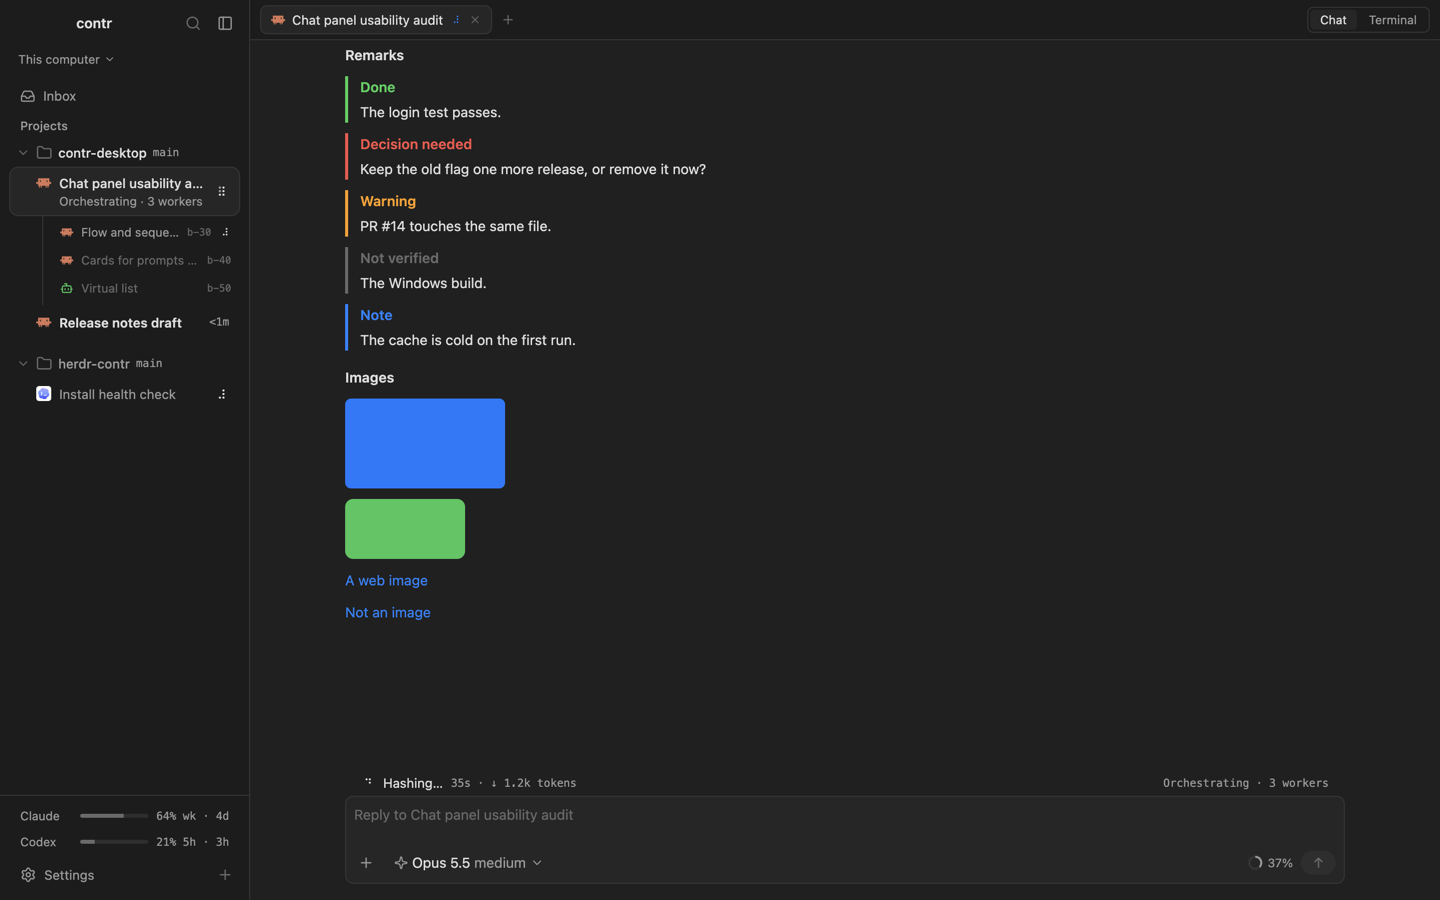 contr
This computer
Inbox
Projects
contr-desktop main
Chat panel usability a...
Orchestrating · 3 workers
Flow and seque... b-30
Cards for prompts ... b-40
Virtual list b-50
Release notes draft <1m
herdr-contr main
Install health check
Claude 64% wk · 4d
Codex 21% 5h · 3h
Settings
Chat panel usability audit
Chat Terminal
Remarks
Done
The login test passes.
Decision needed
Keep the old flag one more release, or remove it now?
Warning
PR #14 touches the same file.
Not verified
The Windows build.
Note
The cache is cold on the first run.
Images
A web image
Not an image
Hashing... 35s · ↓ 1.2k tokens
Orchestrating · 3 workers
Reply to Chat panel usability audit
Opus 5.5 medium
37%